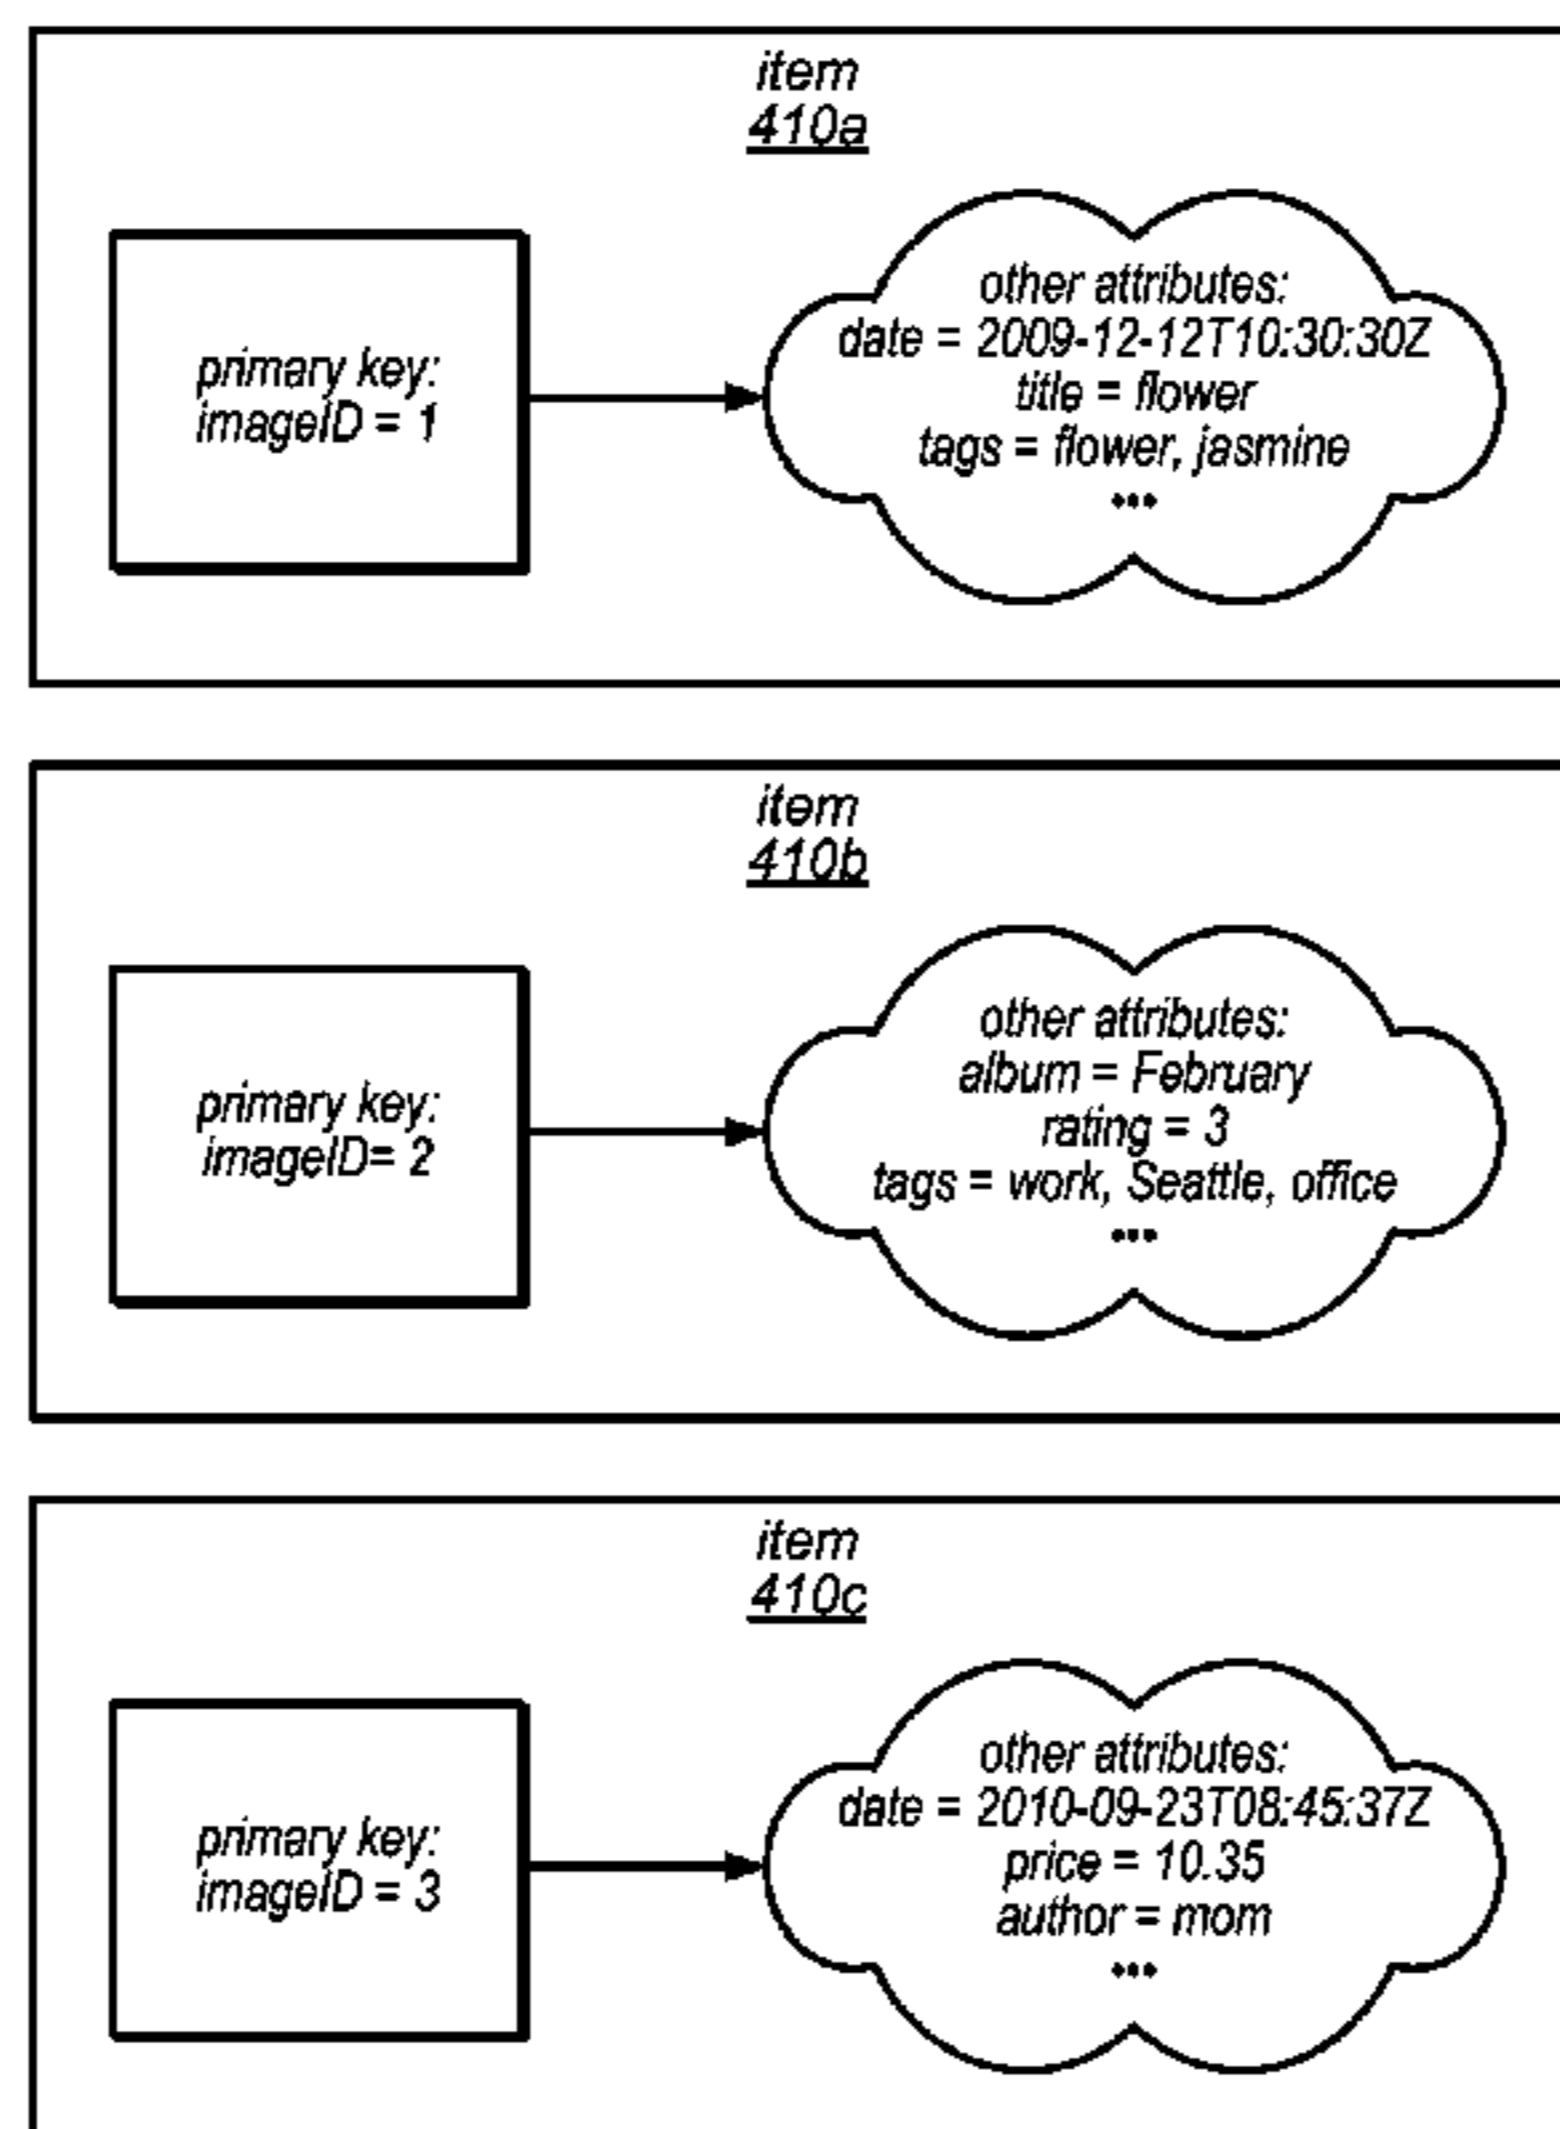 item
410a
primary key:
imageID = 1
other attributes:
date = 2009-12-12T10:30:30Z
title = flower
tags = flower, jasmine
•••
item
410b
primary key:
imageID= 2
other attributes:
album = February
rating = 3
tags = work, Seattle, office
•••
item
410c
primary key:
imageID = 3
other attributes:
date = 2010-09-23T08:45:37Z
price = 10.35
author = mom
•••